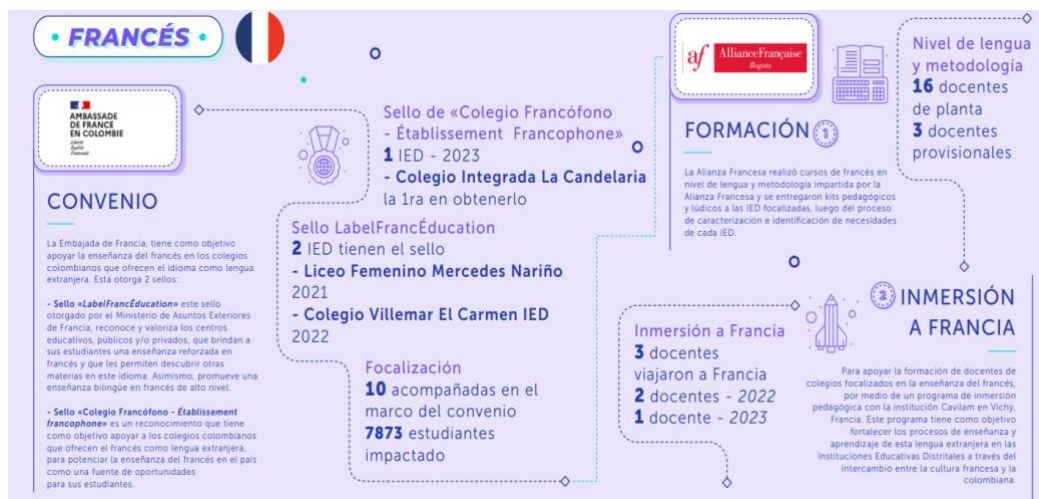 FRANCÉS
AMBASSADE
DE FRANCE
EN COLOMBIE
Liberté
Égalité
Fraternité
CONVENIO
La Embajada de Francia, tiene como objetivo
apoyar la enseñanza del francés en los colegios
colombianos que ofrecen el idioma como lengua
extranjera. Esta otorga 2 sellos:
- Sello «LabelFrancÉducation» este sello
otorgado por el Ministerio de Asuntos Exteriores
de Francia, reconoce y valoriza los centros
educativos, públicos y/o privados, que brindan a
sus estudiantes una enseñanza reforzada en
francés y que les permiten descubrir otras
materias en este idioma. Asimismo, promueve una
enseñanza bilingüe en francés de alto nivel.
- Sello «Colegio Francófono - Établissement
francophone» es un reconocimiento que tiene
como objetivo apoyar a los colegios colombianos
que ofrecen el francés como lengua extranjera,
para potenciar la enseñanza del francés en el país
como una fuente de oportunidades
para sus estudiantes.
Sello de «Colegio Francófono
- Établissement Francophone»
1 IED - 2023
- Colegio Integrada La Candelaria
la 1ra en obtenerlo
Sello LabelFrancÉducation
2 IED tienen el sello
- Liceo Femenino Mercedes Nariño
2021
- Colegio Villemar El Carmen IED
2022
Focalización
10 acompañadas en el
marco del convenio
7873 estudiantes
impactado
af AllianceFrançaise
Bogota
FORMACIÓN 1
La Alianza Francesa realizó cursos de francés en
nivel de lengua y metodología impartida por la
Alianza Francesa y se entregaron kits pedagógicos
y lúdicos a las IED focalizadas, luego del proceso
de caracterización e identificación de necesidades
de cada IED.
Nivel de lengua
y metodología
16 docentes
de planta
3 docentes
provisionales
Inmersión a Francia
3 docentes
viajaron a Francia
2 docentes - 2022
1 docente - 2023
2 INMERSIÓN
A FRANCIA
Para apoyar la formación de docentes de
colegios focalizados en la enseñanza del francés,
por medio de un programa de inmersión
pedagógica con la institución Cavilam en Vichy,
Francia. Este programa tiene como objetivo
fortalecer los procesos de enseñanza y
aprendizaje de esta lengua extranjera en las
Instituciones Educativas Distritales a través del
intercambio entre la cultura francesa y la
colombiana.